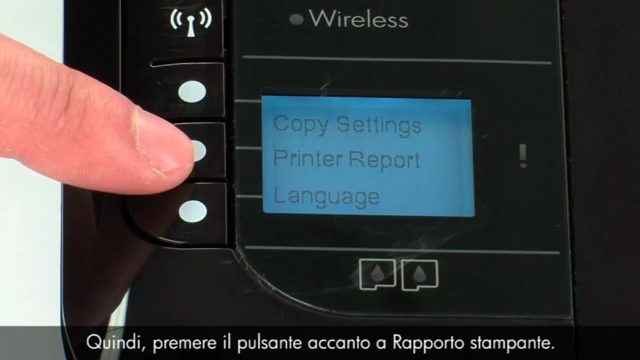 Wireless
Copy Settings
Printer Report
Language
!
Quindi, premere il pulsante accanto a Rapporto stampante.